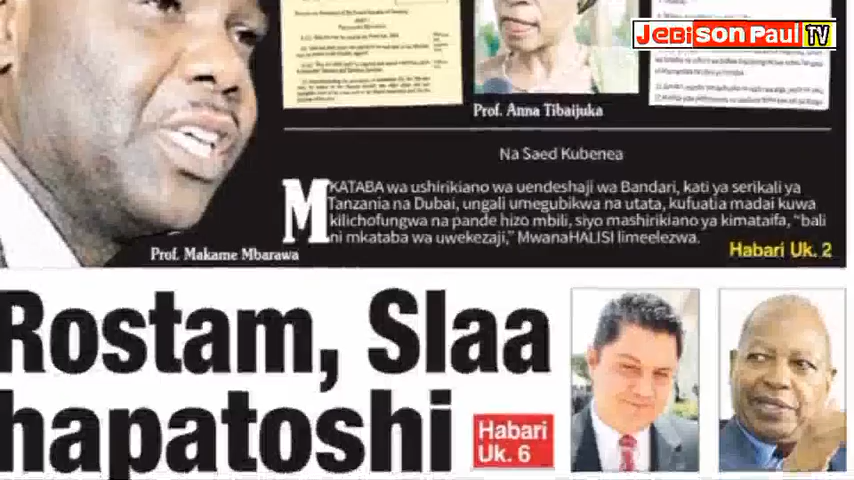 JEBISON PAUL TV
Prof. Anna Tibaijuka
Na Saed Kubenea
MKATABA wa ushirikiano wa uendeshaji wa Bandari, kati ya serikali ya
Tanzania na Dubai, ungali umegubikwa na utata, kufuatia madai kuwa
kilichofungwa na pande hizo mbili, siyo mashirikiano ya kimataifa, “bali
ni mkataba wa uwekezaji,” MwanaHALISI limeelezwa.
Habari Uk. 2
Prof. Makame Mbarawa
Rostam, Slaa
hapatoshi
Habari
Uk. 6